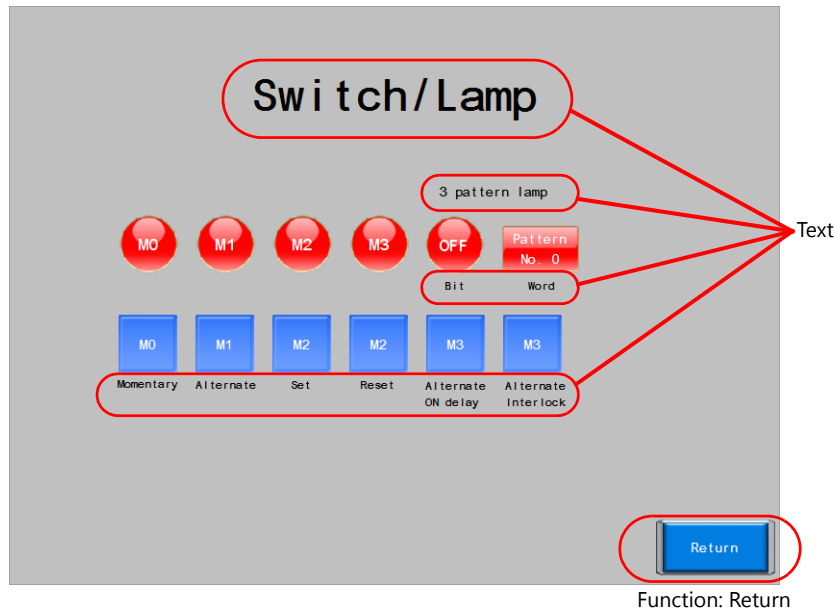 Switch/Lamp
3 pattern lamp
Text
M0 M1 M2 M3 OFF Pattern
No. 0
Bit Word
M0 M1 M2 M2 M3 M3
Momentary Alternate Set Reset Alternate Alternate
ON delay Interlock
Return
Function: Return